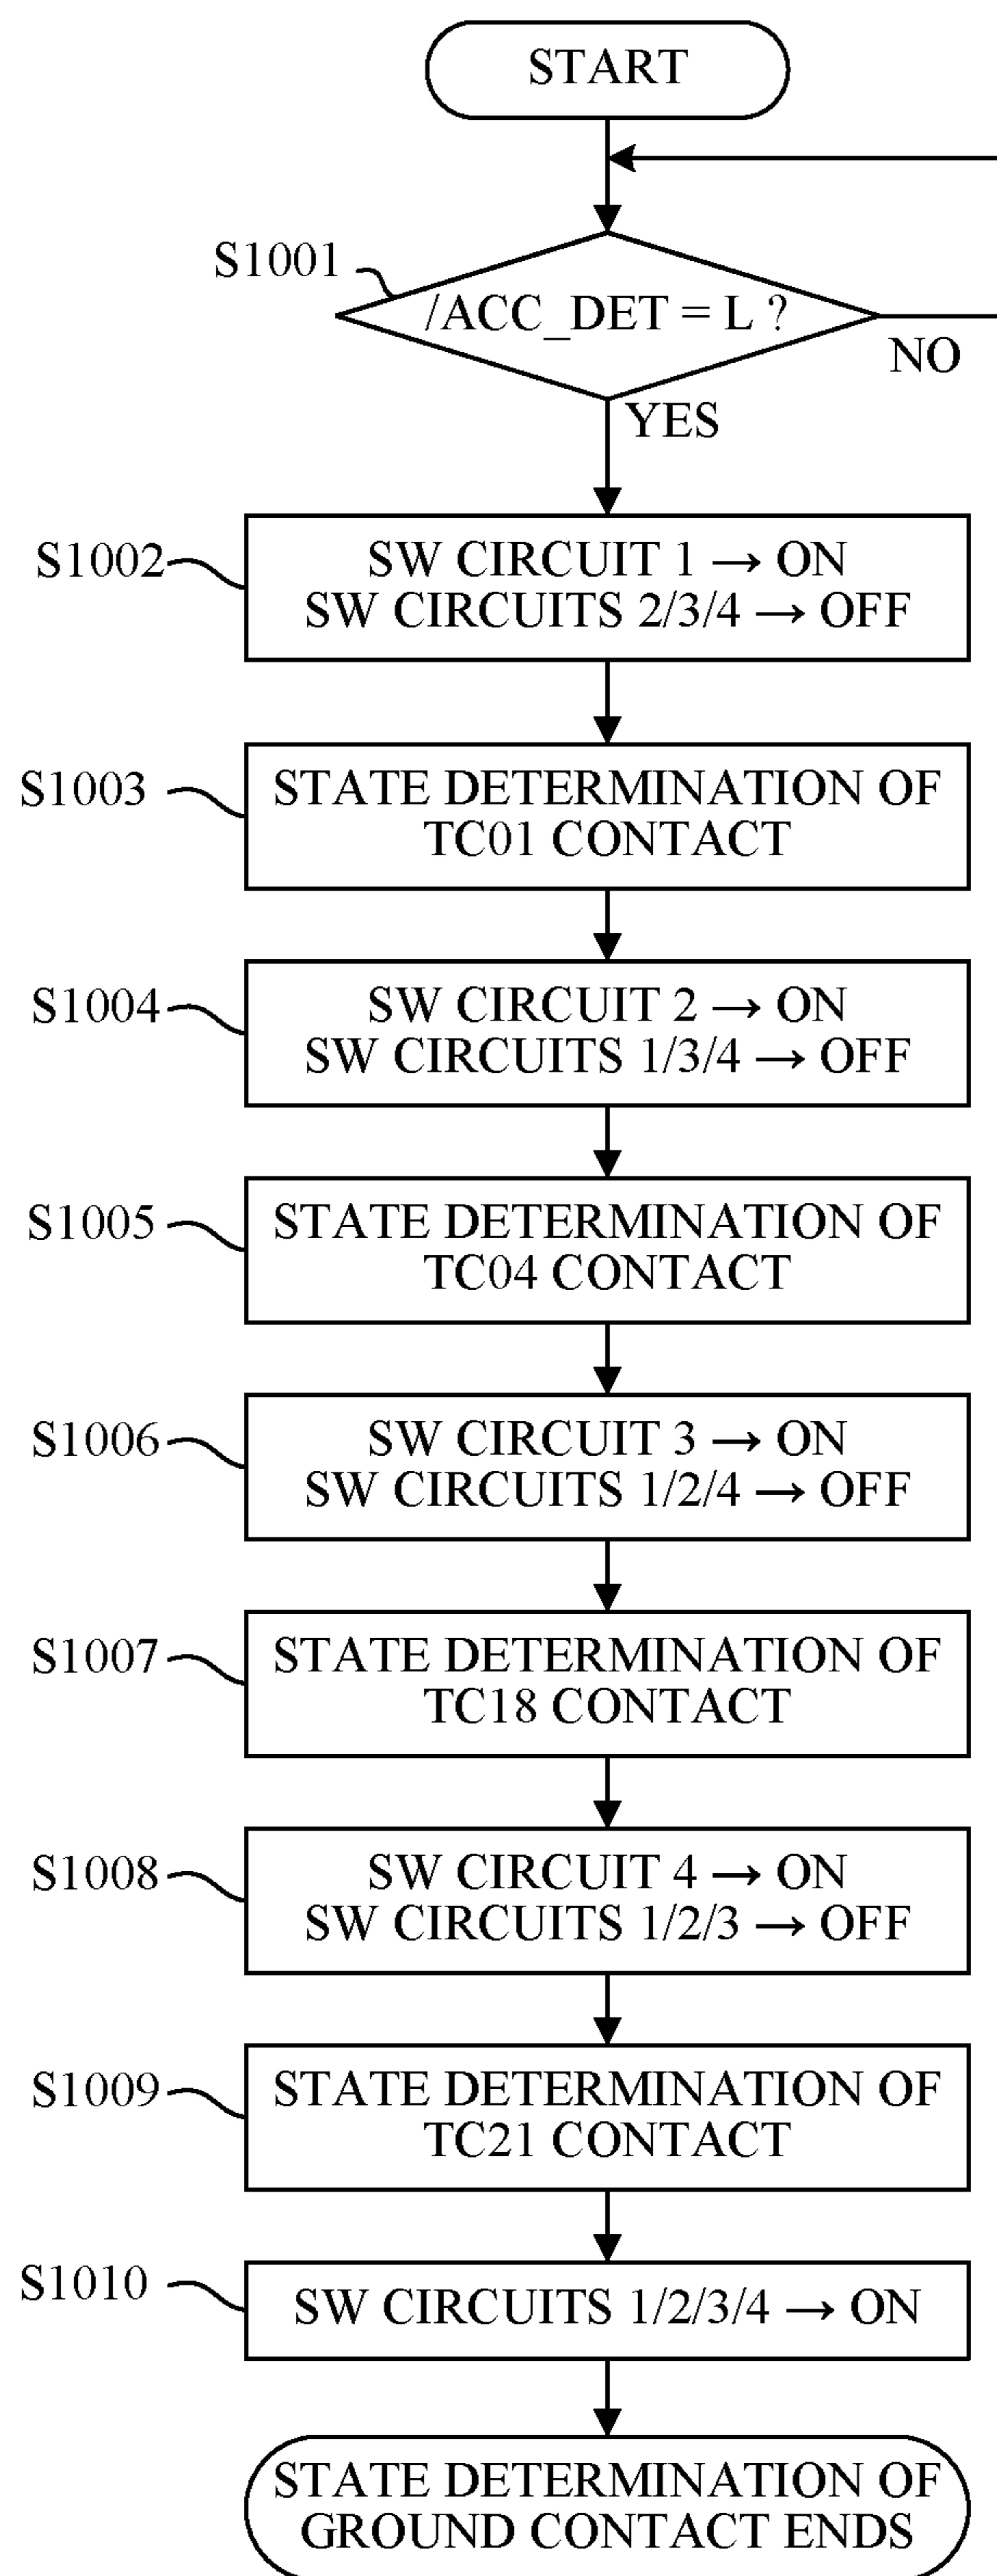 START
S1001
/ACC_DET = L ?
NO
YES
S1002
SW CIRCUIT 1 → ON
SW CIRCUITS 2/3/4 → OFF
S1003
STATE DETERMINATION OF
TC01 CONTACT
S1004
SW CIRCUIT 2 → ON
SW CIRCUITS 1/3/4 → OFF
S1005
STATE DETERMINATION OF
TC04 CONTACT
S1006
SW CIRCUIT 3 → ON
SW CIRCUITS 1/2/4 → OFF
S1007
STATE DETERMINATION OF
TC18 CONTACT
S1008
SW CIRCUIT 4 → ON
SW CIRCUITS 1/2/3 → OFF
S1009
STATE DETERMINATION OF
TC21 CONTACT
S1010
SW CIRCUITS 1/2/3/4 → ON
STATE DETERMINATION OF
GROUND CONTACT ENDS